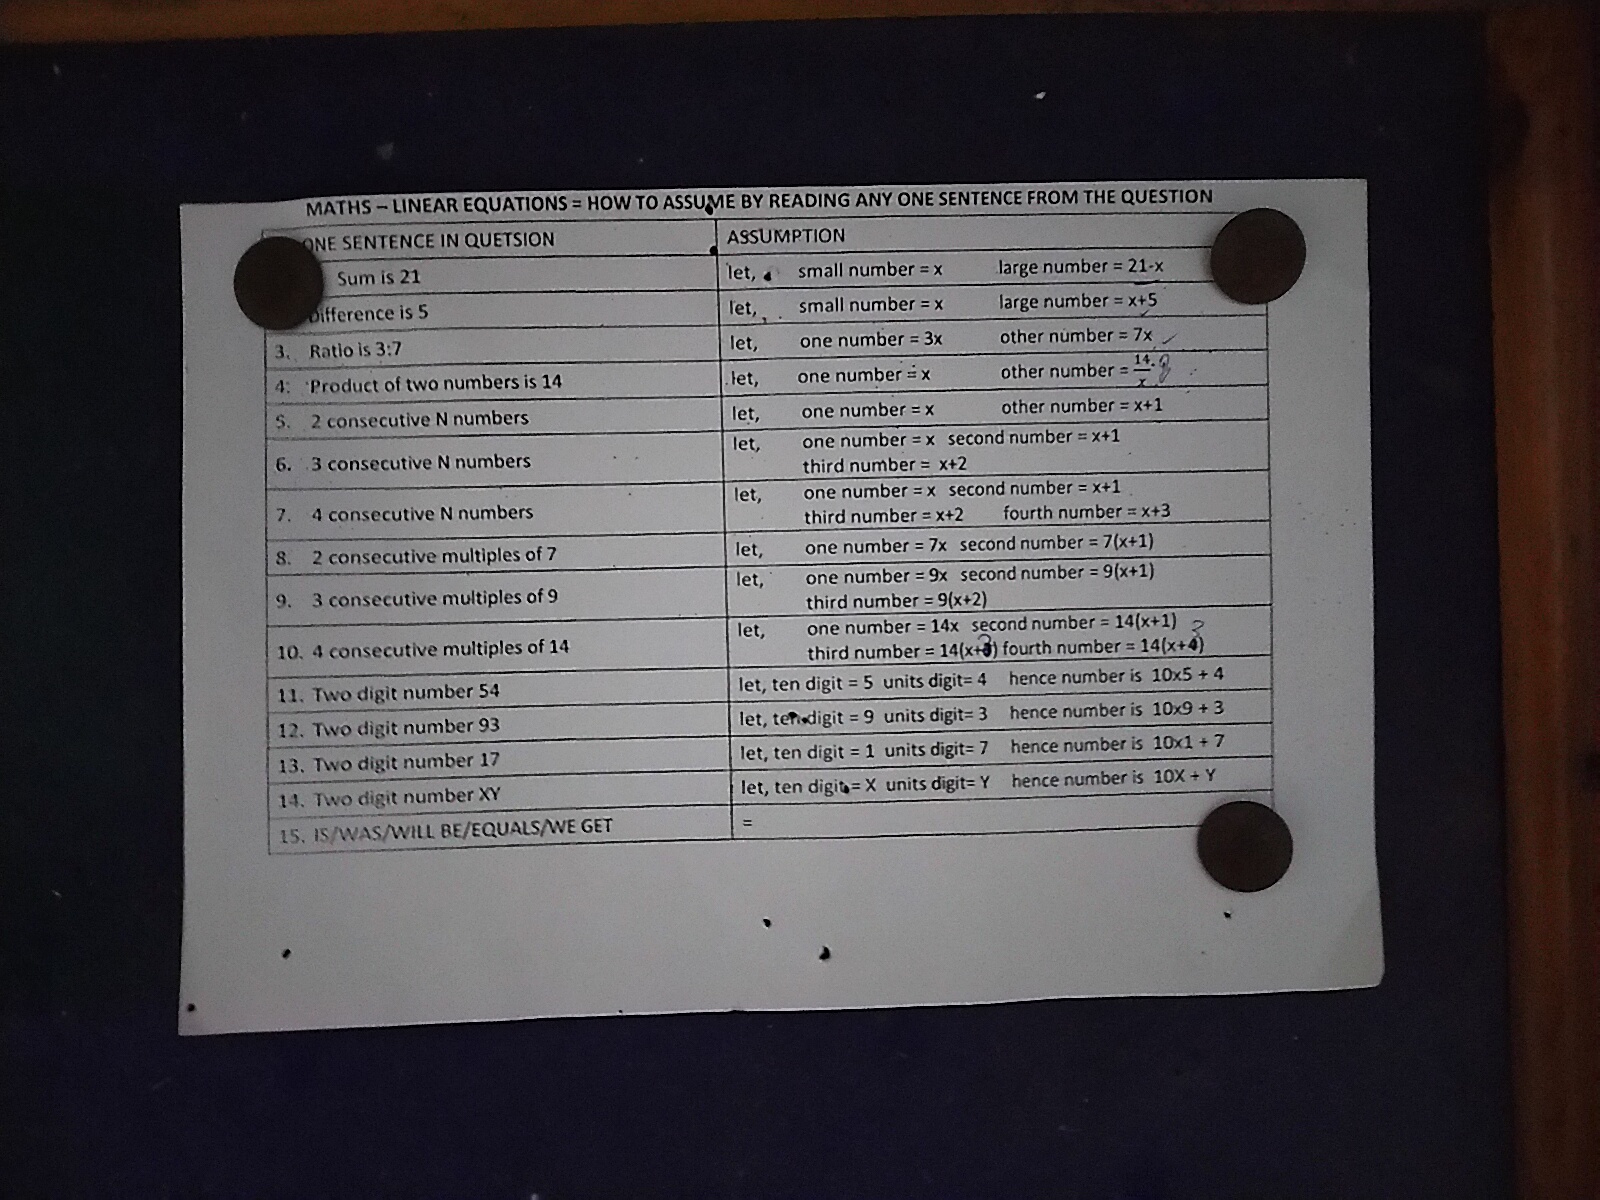 MATHS – LINEAR EQUATIONS = HOW TO ASSUME BY READING ANY ONE SENTENCE FROM THE QUESTION
ONE SENTENCE IN QUETSION ASSUMPTION
Sum is 21 let, small number = x large number = 21-x
Difference is 5 let, small number = x large number = x+5
3. Ratio is 3:7 let, one number = 3x other number = 7x
4. Product of two numbers is 14 let, one number = x other number = 14/x
5. 2 consecutive N numbers let, one number = x other number = x+1
6. 3 consecutive N numbers let, one number = x second number = x+1
third number = x+2
7. 4 consecutive N numbers let, one number = x second number = x+1
third number = x+2 fourth number = x+3
8. 2 consecutive multiples of 7 let, one number = 7x second number = 7(x+1)
9. 3 consecutive multiples of 9 let, one number = 9x second number = 9(x+1)
third number = 9(x+2)
10. 4 consecutive multiples of 14 let, one number = 14x second number = 14(x+1) 3
third number = 14(x+3) fourth number = 14(x+4)
11. Two digit number 54 let, ten digit = 5 units digit= 4 hence number is 10x5 + 4
12. Two digit number 93 let, ten digit = 9 units digit= 3 hence number is 10x9 + 3
13. Two digit number 17 let, ten digit = 1 units digit= 7 hence number is 10x1 + 7
14. Two digit number XY let, ten digit = X units digit= Y hence number is 10X + Y
15. IS/WAS/WILL BE/EQUALS/WE GET =